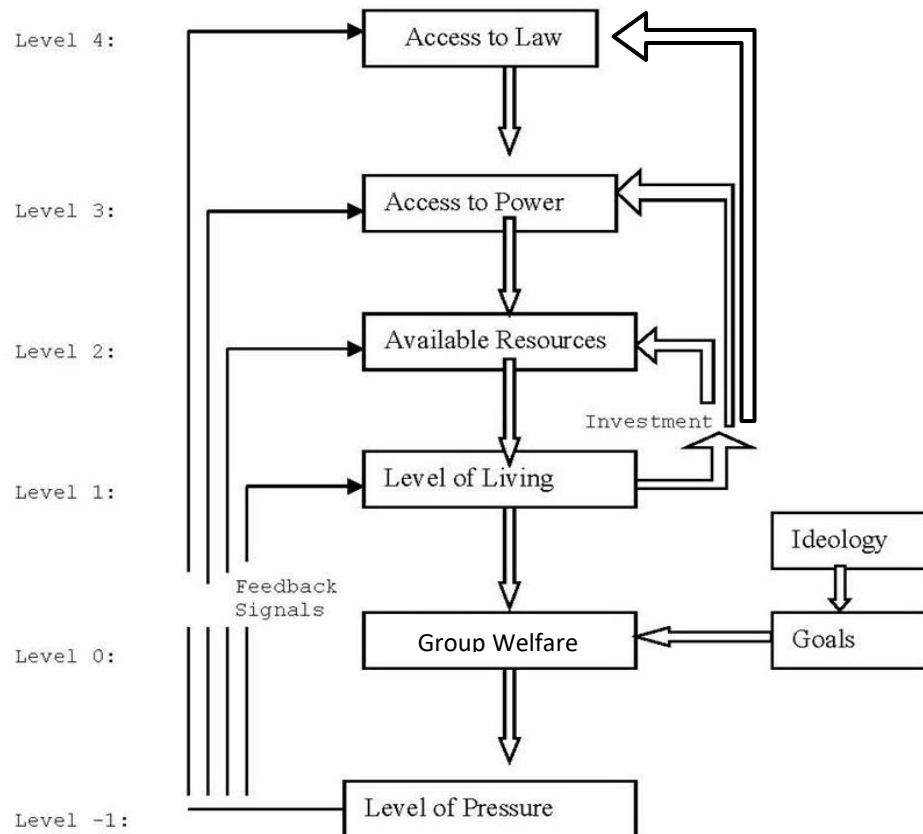 Level 4:
Access to Law
Level 3:
Access to Power
Level 2:
Available Resources
Investment
Level 1:
Level of Living
Ideology
Feedback
Signals
Level 0:
Group Welfare
Goals
Level -1:
Level of Pressure